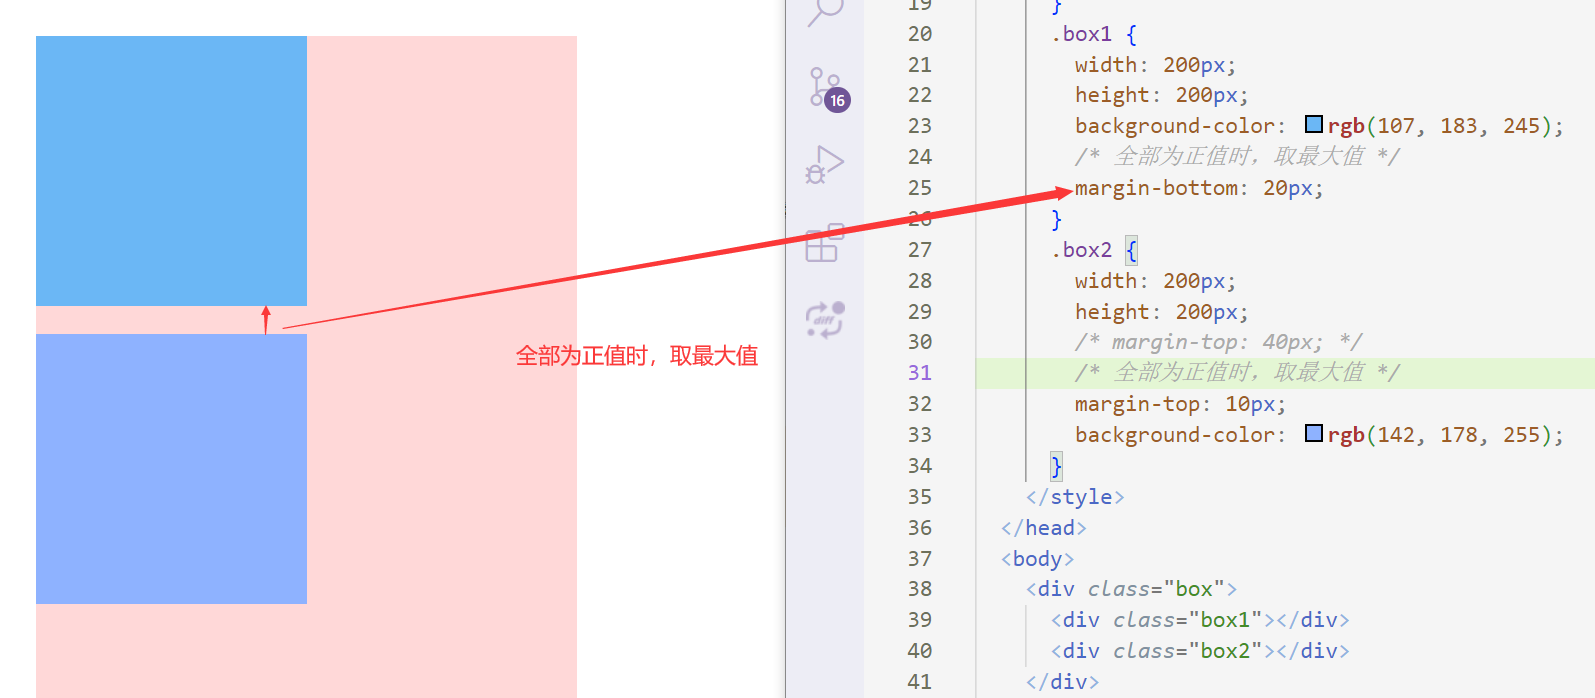 19 }
20 .box1 {
21 width: 200px;
22 height: 200px;
23 background-color: rgb(107, 183, 245);
24 /* 全部为正值时，取最大值 */
25 margin-bottom: 20px;
26 }
27 .box2 {
28 width: 200px;
29 height: 200px;
30 /* margin-top: 40px; */
31 /* 全部为正值时，取最大值 */
32 margin-top: 10px;
33 background-color: rgb(142, 178, 255);
34 }
35 </style>
36 </head>
37 <body>
38 <div class="box">
39 <div class="box1"></div>
40 <div class="box2"></div>
41 </div>
16
diff
全部为正值时，取最大值